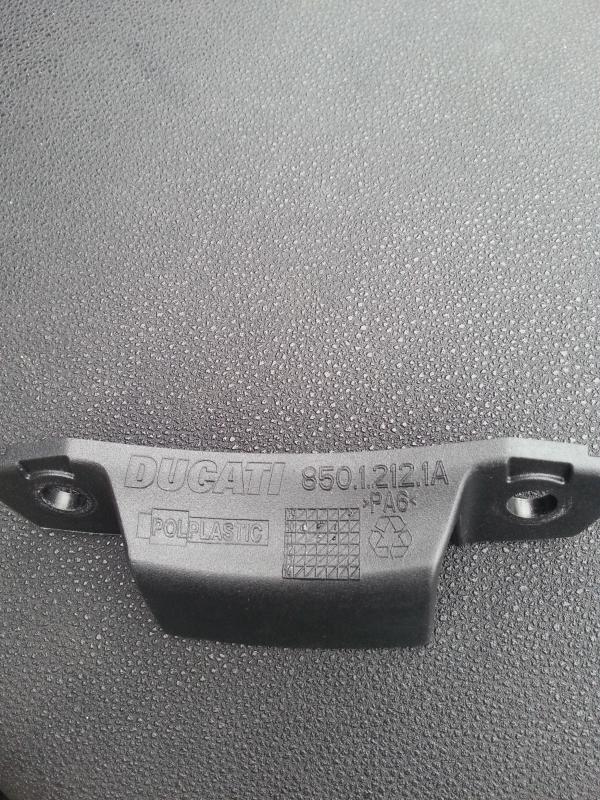 DUCATI 850.1.212.1A
>PA6<
POLPLASTIC